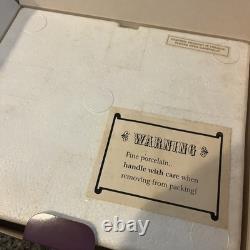 WARNING
Fine porcelain..
handle with care when
removing from packing!